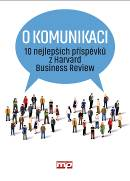 O KOMUNIKACI
10 nejlepších příspěvků
z Harvard
Business Review
mp